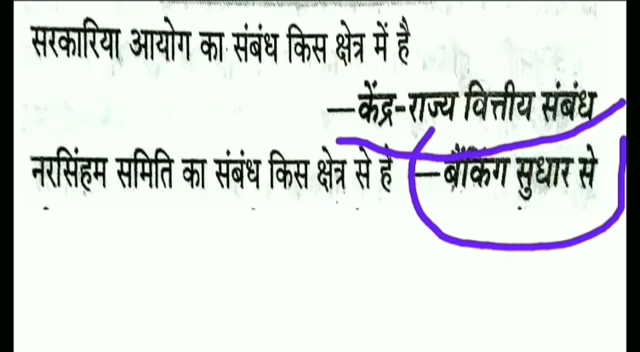 सरकारिया आयोग का संबंध किस क्षेत्र में है
—केंद्र-राज्य वित्तीय संबंध
नरसिंहम समिति का संबंध किस क्षेत्र से है —बैंकिंग सुधार से